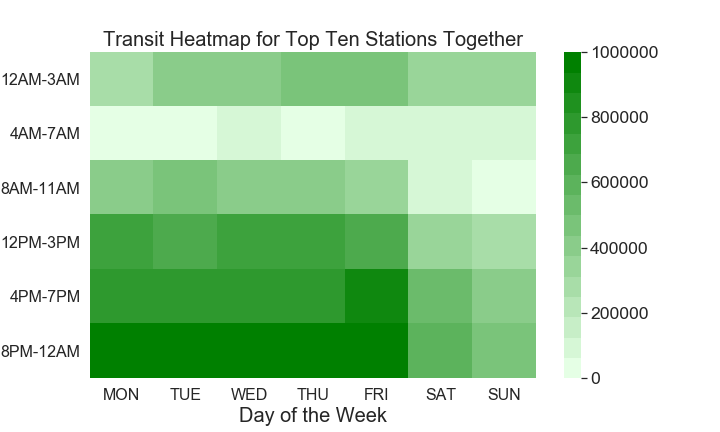 Transit Heatmap for Top Ten Stations Together
12AM-3AM
4AM-7AM
8AM-11AM
12PM-3PM
4PM-7PM
8PM-12AM
MON TUE WED THU FRI SAT SUN
Day of the Week
1000000
800000
600000
400000
200000
0